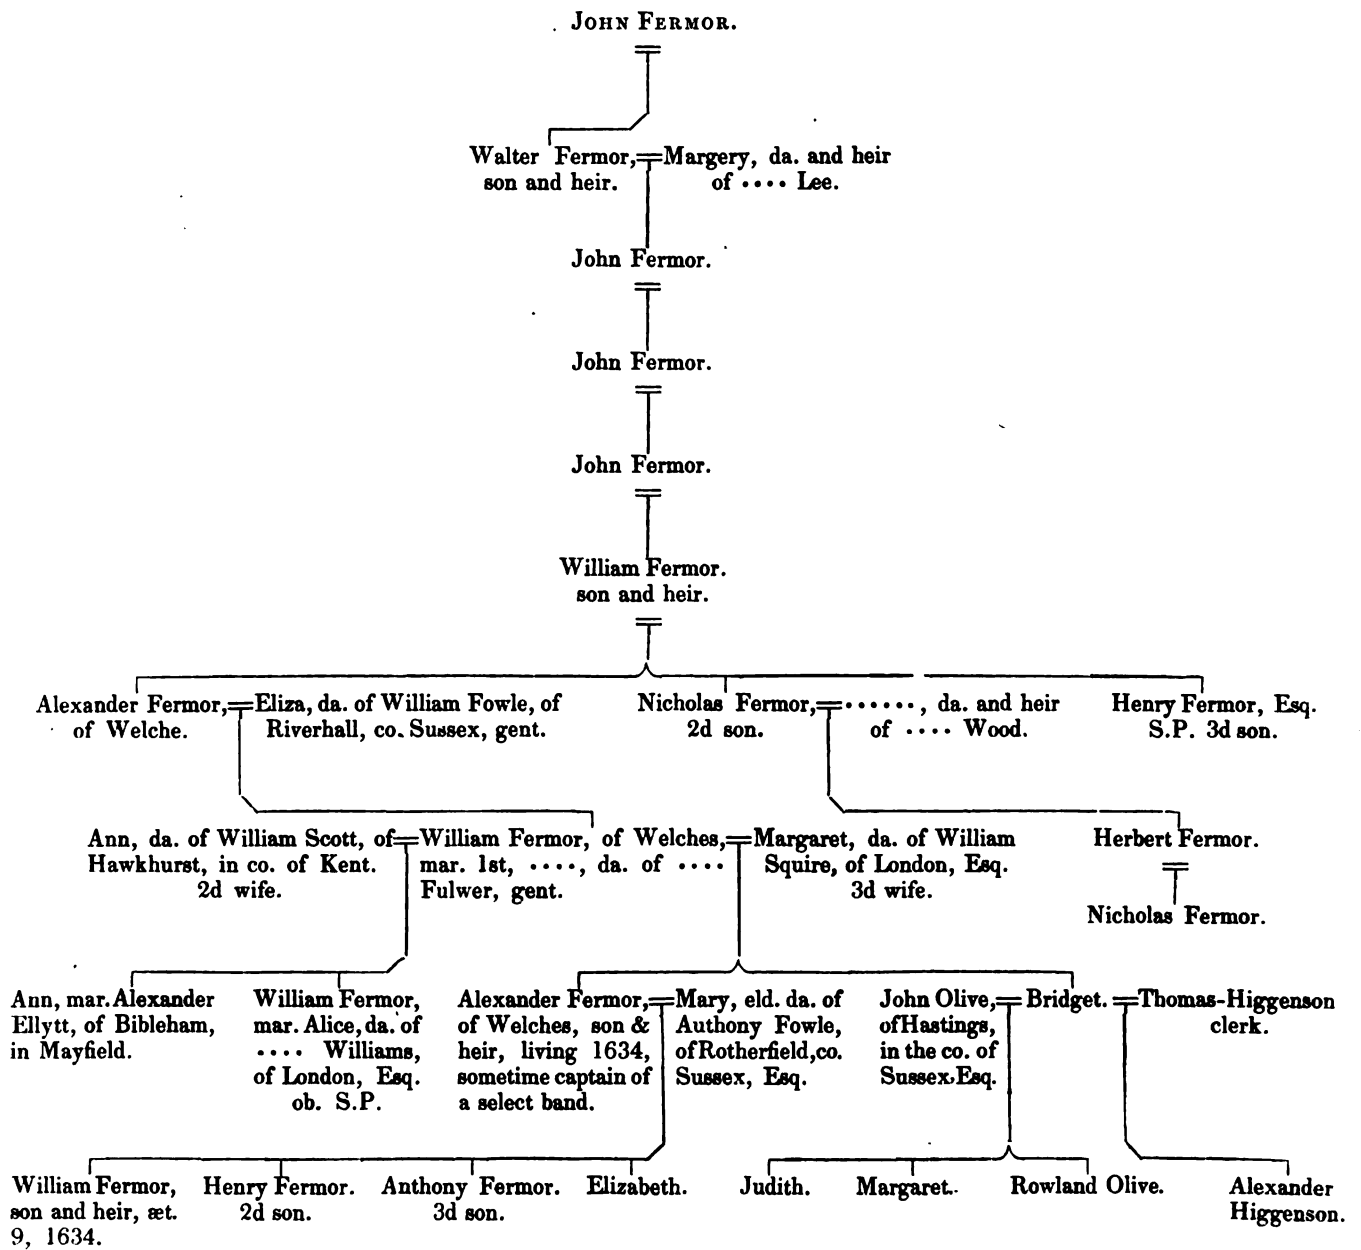 JOHN FERMOR.
Walter Fermor,=Margery, da. and heir
son and heir. of .... Lee.
John Fermor.
John Fermor.
John Fermor.
William Fermor.
son and heir.
Alexander Fermor,=Eliza, da. of William Fowle, of
of Welche. Riverhall, co. Sussex, gent.
Nicholas Fermor,=......, da. and heir
2d son. of .... Wood.
Henry Fermor, Esq.
S.P. 3d son.
Ann, da. of William Scott, of=William Fermor, of Welches,=Margaret, da. of William
Hawkhurst, in co. of Kent. mar. 1st, ...., da. of .... Squire, of London, Esq.
2d wife. Fulwer, gent. 3d wife.
Herbert Fermor.
Nicholas Fermor.
Ann, mar. Alexander
Ellytt, of Bibleham,
in Mayfield.
William Fermor,
mar. Alice, da. of
.... Williams,
of London, Esq.
ob. S.P.
Alexander Fermor,=
of Welches, son &
heir, living 1634,
sometime captain of
a select band.
Mary, eld. da. of
Authony Fowle,
of Rotherfield, co.
Sussex, Esq.
John Olive,=Bridget.=Thomas-Higgenson
of Hastings, clerk.
in the co. of
Sussex, Esq.
William Fermor,
son and heir, æt.
9, 1634.
Henry Fermor.
2d son.
Anthony Fermor.
3d son.
Elizabeth.
Judith.
Margaret.
Rowland Olive.
Alexander
Higgenson.